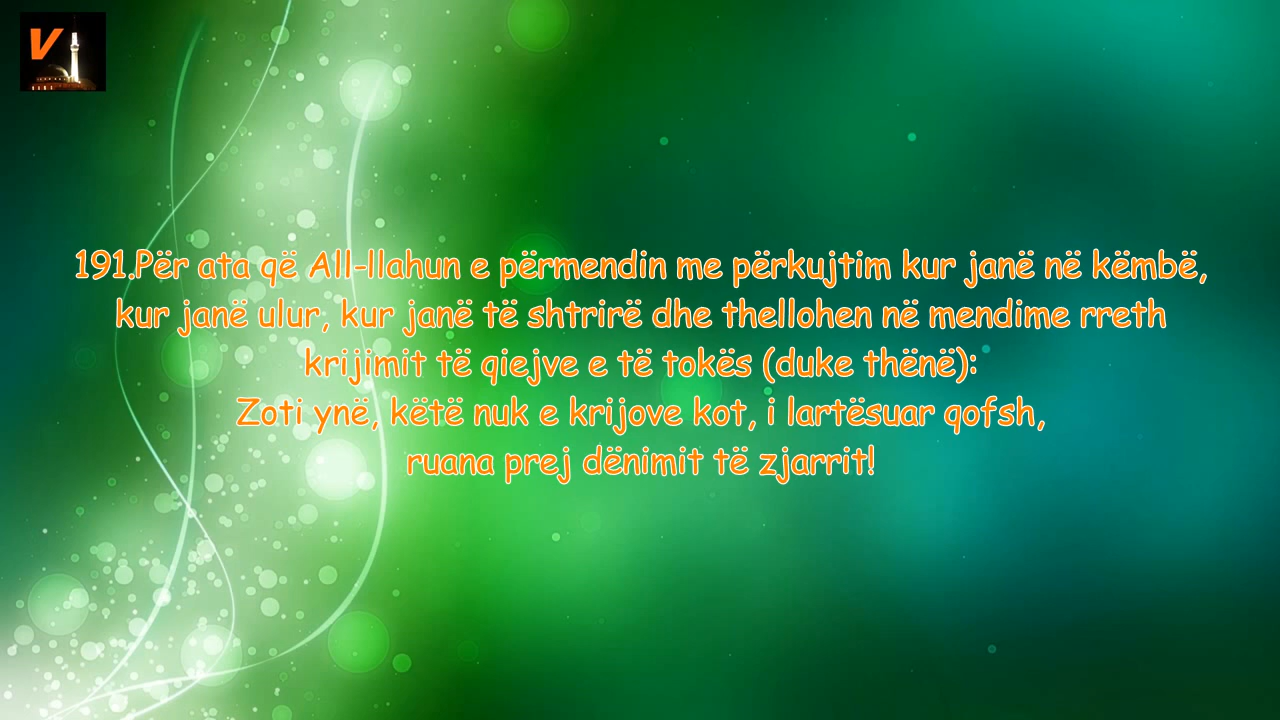 V
191.Për ata që All-llahun e përmendin me përkujtim kur janë në këmbë,
kur janë ulur, kur janë të shtrirë dhe thellohen në mendime rreth
krijimit të qiejve e të tokës (duke thënë):
Zoti ynë, këtë nuk e krijove kot, i lartësuar qofsh,
ruana prej dënimit të zjarrit!